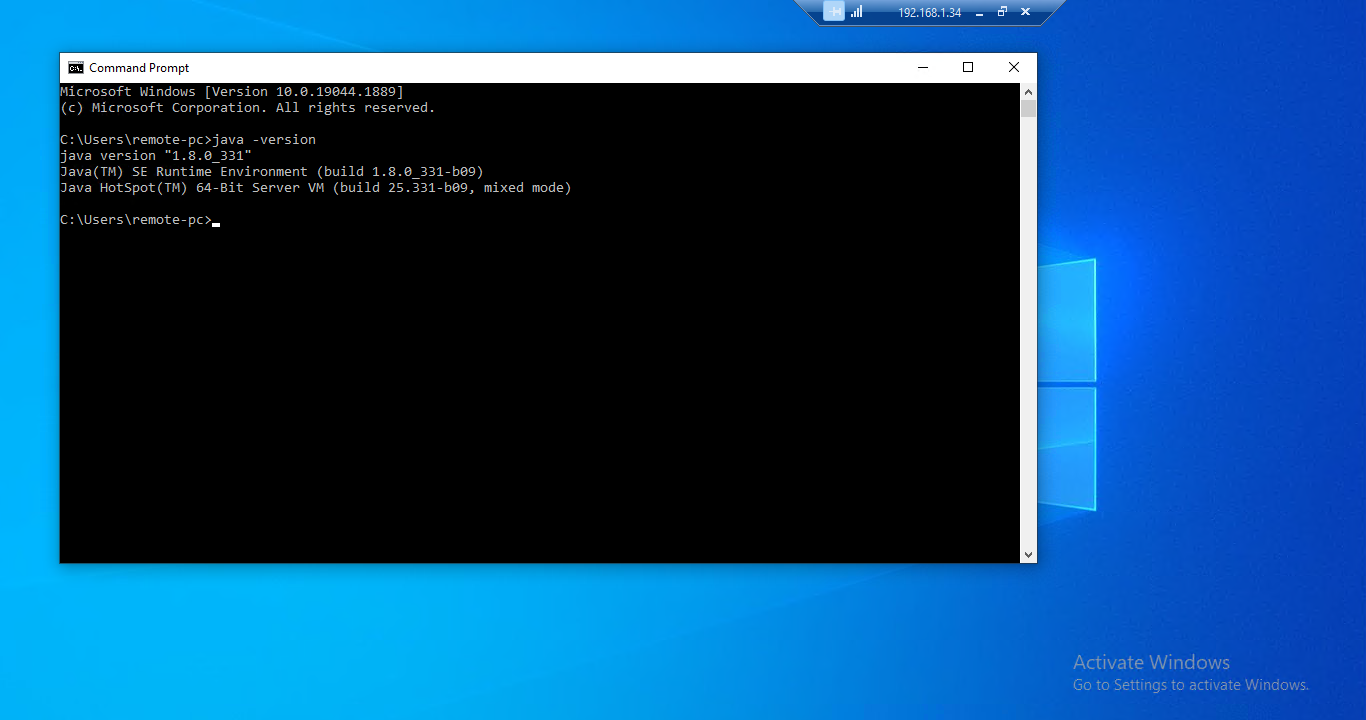 192.168.1.34
Command Prompt
Microsoft Windows [Version 10.0.19044.1889]
(c) Microsoft Corporation. All rights reserved.
C:\Users\remote-pc>java -version
java version "1.8.0_331"
Java(TM) SE Runtime Environment (build 1.8.0_331-b09)
Java HotSpot(TM) 64-Bit Server VM (build 25.331-b09, mixed mode)
C:\Users\remote-pc>
Activate Windows
Go to Settings to activate Windows.